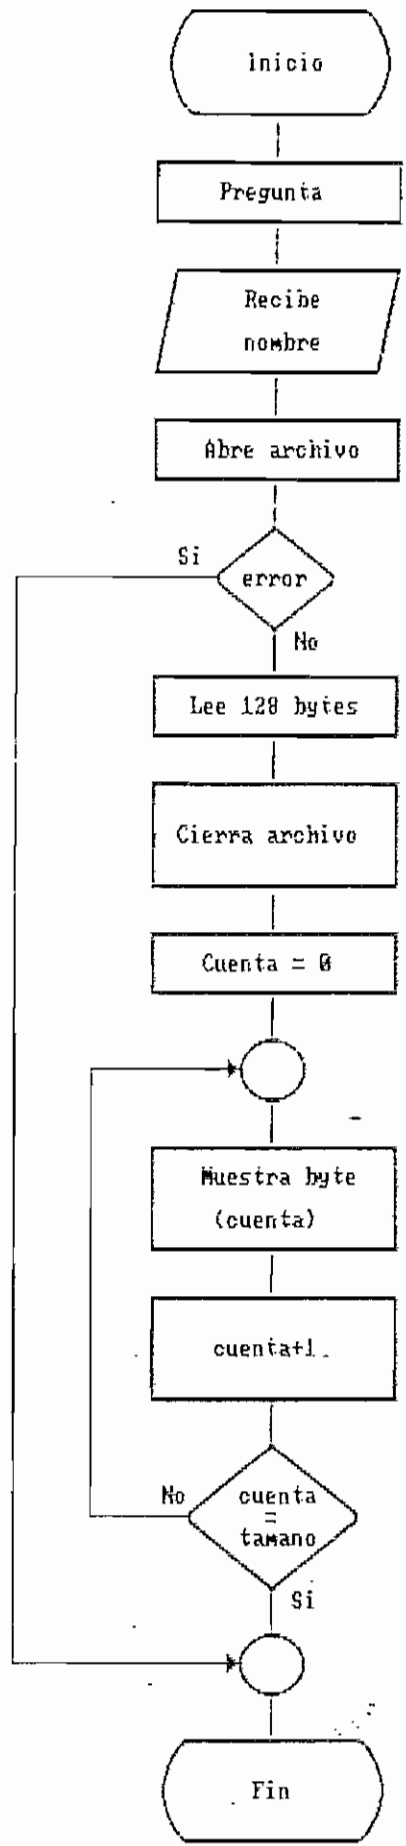 Inicio
Pregunta
Recibe
nombre
Abre archivo
Si
error
No
Lee 128 bytes
Cierra archivo
Cuenta = 0
Muestra byte
(cuenta)
cuenta+1
No
cuenta
=
tamano
Si
Fin